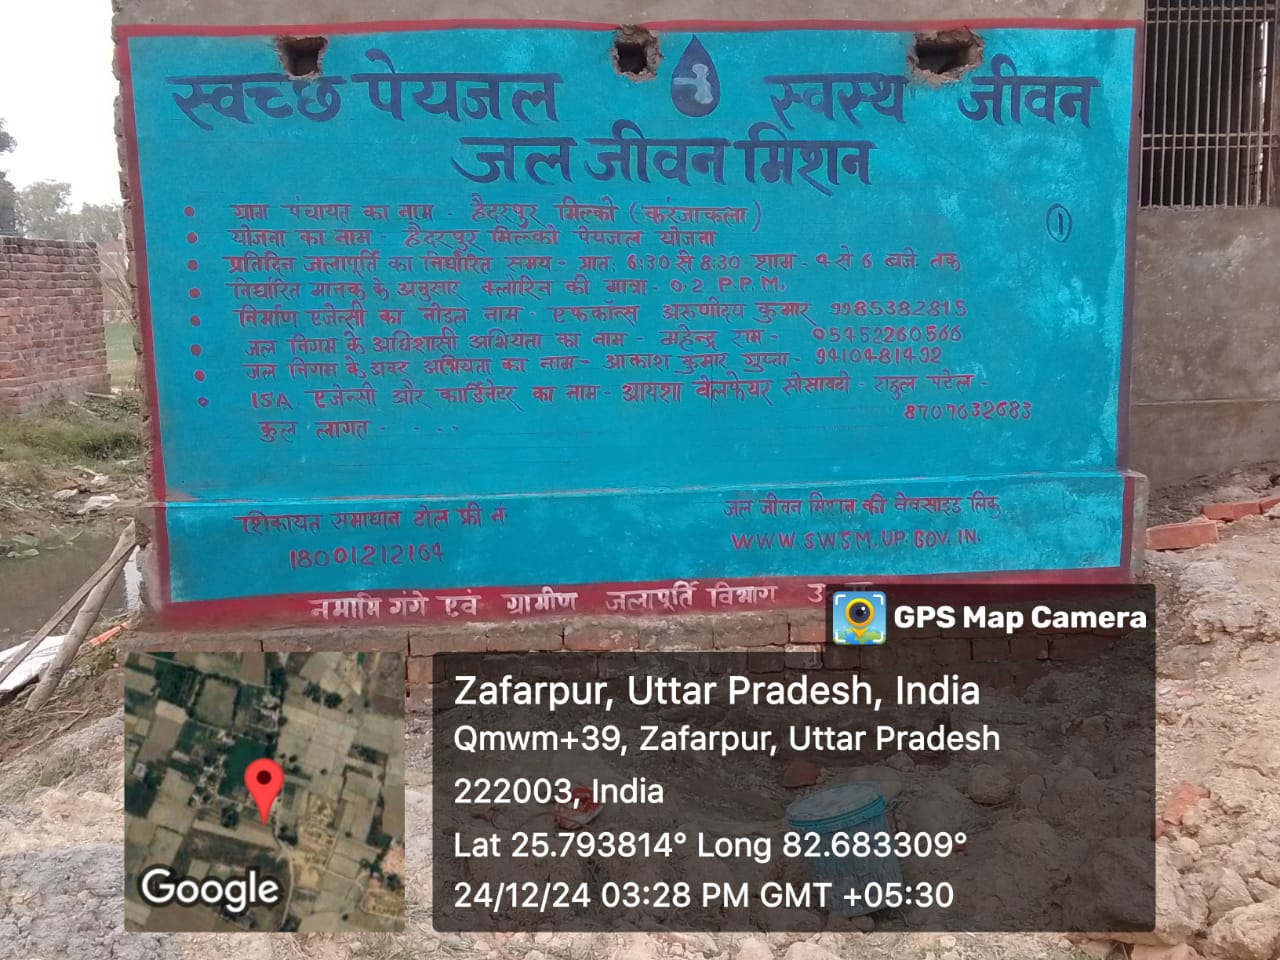 स्वच्छ पेयजल स्वस्थ जीवन
जल जीवन मिशन
①
• ग्राम पंचायत का नाम - हैदरपुर मिल्की (करंजाकला)
• योजना का नाम - हैदरपुर मिल्की पेयजल योजना
• प्रतिदिन जलापूर्ति का निर्धारित समय - प्रात: 6:30 से 8:30 शाम - 4 से 6 बजे तक
• निर्धारित मानक के अनुसार क्लोरिन की मात्रा - 0.2 P.P.M.
• निर्माण एजेन्सी का नोडल नाम - एफकॉन्स अरुणोदय कुमार 9985382815
• जल निगम के अधिशासी अभियंता का नाम - महेन्द्र राम - 05452260566
• जल निगम के अवर अभियंता का नाम - आकाश कुमार गुप्ता - 9410481492
• ISA. एजेन्सी और कार्डिनेटर का नाम - आयशा वेलफेयर सोसायटी - राहुल पटेल -
8707632683
कुल लागत - - - -
शिकायत समाधान टोल फ्री नं
18001212164
जल जीवन मिशन की वेवसाइड लिंक
WWW.SWSM.UP.GOV.IN.
नमामि गंगे एवं ग्रामीण जलापूर्ति विभाग
GPS Map Camera
Zafarpur, Uttar Pradesh, India
Qmwm+39, Zafarpur, Uttar Pradesh
222003, India
Lat 25.793814° Long 82.683309°
24/12/24 03:28 PM GMT +05:30
Google